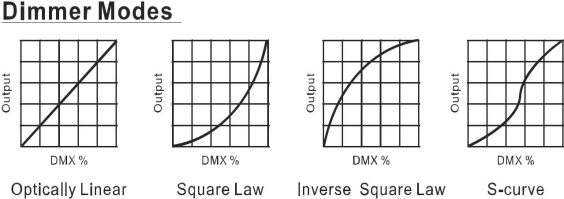 Dimmer Modes
Output Output Output Output
DMX % DMX % DMX % DMX %
Optically Linear Square Law Inverse Square Law S-curve